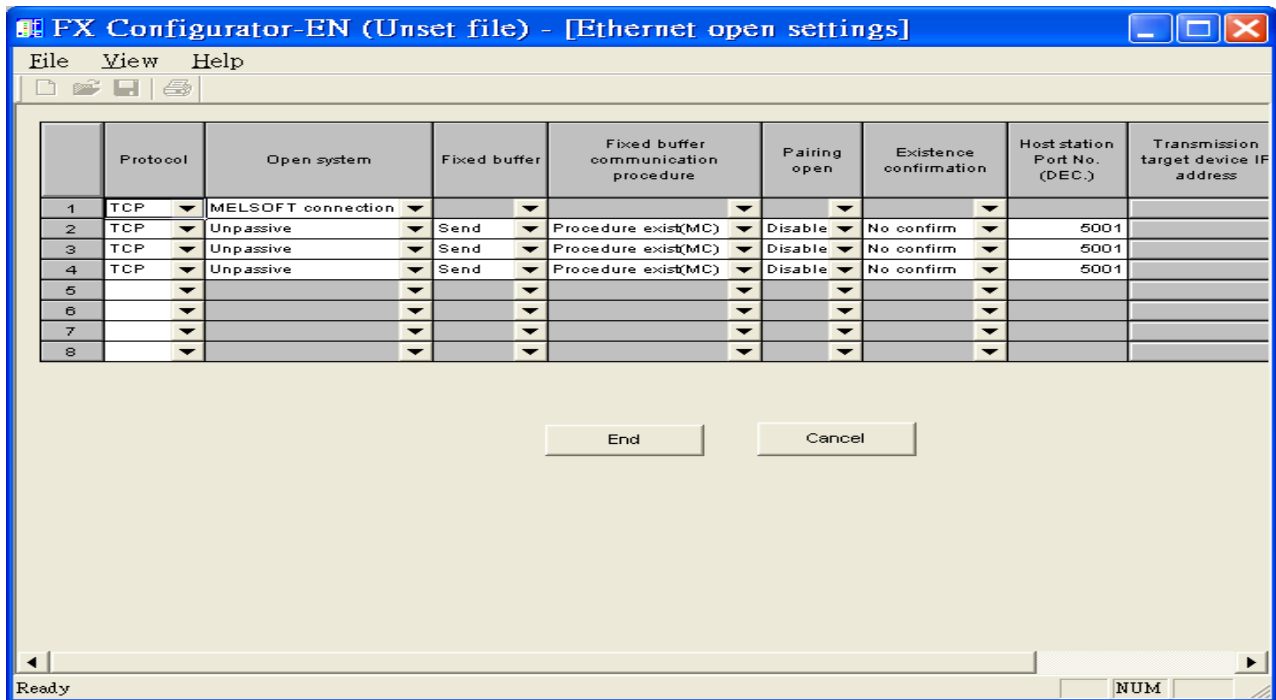 FX Configurator-EN (Unset file) - [Ethernet open settings]
File View Help
Protocol Open system Fixed buffer Fixed buffer communication procedure Pairing open Existence confirmation Host station Port No. (DEC.) Transmission target device IP address
1 TCP MELSOFT connection
2 TCP Unpassive Send Procedure exist(MC) Disable No confirm 5001
3 TCP Unpassive Send Procedure exist(MC) Disable No confirm 5001
4 TCP Unpassive Send Procedure exist(MC) Disable No confirm 5001
5
6
7
8
End Cancel
Ready NUM